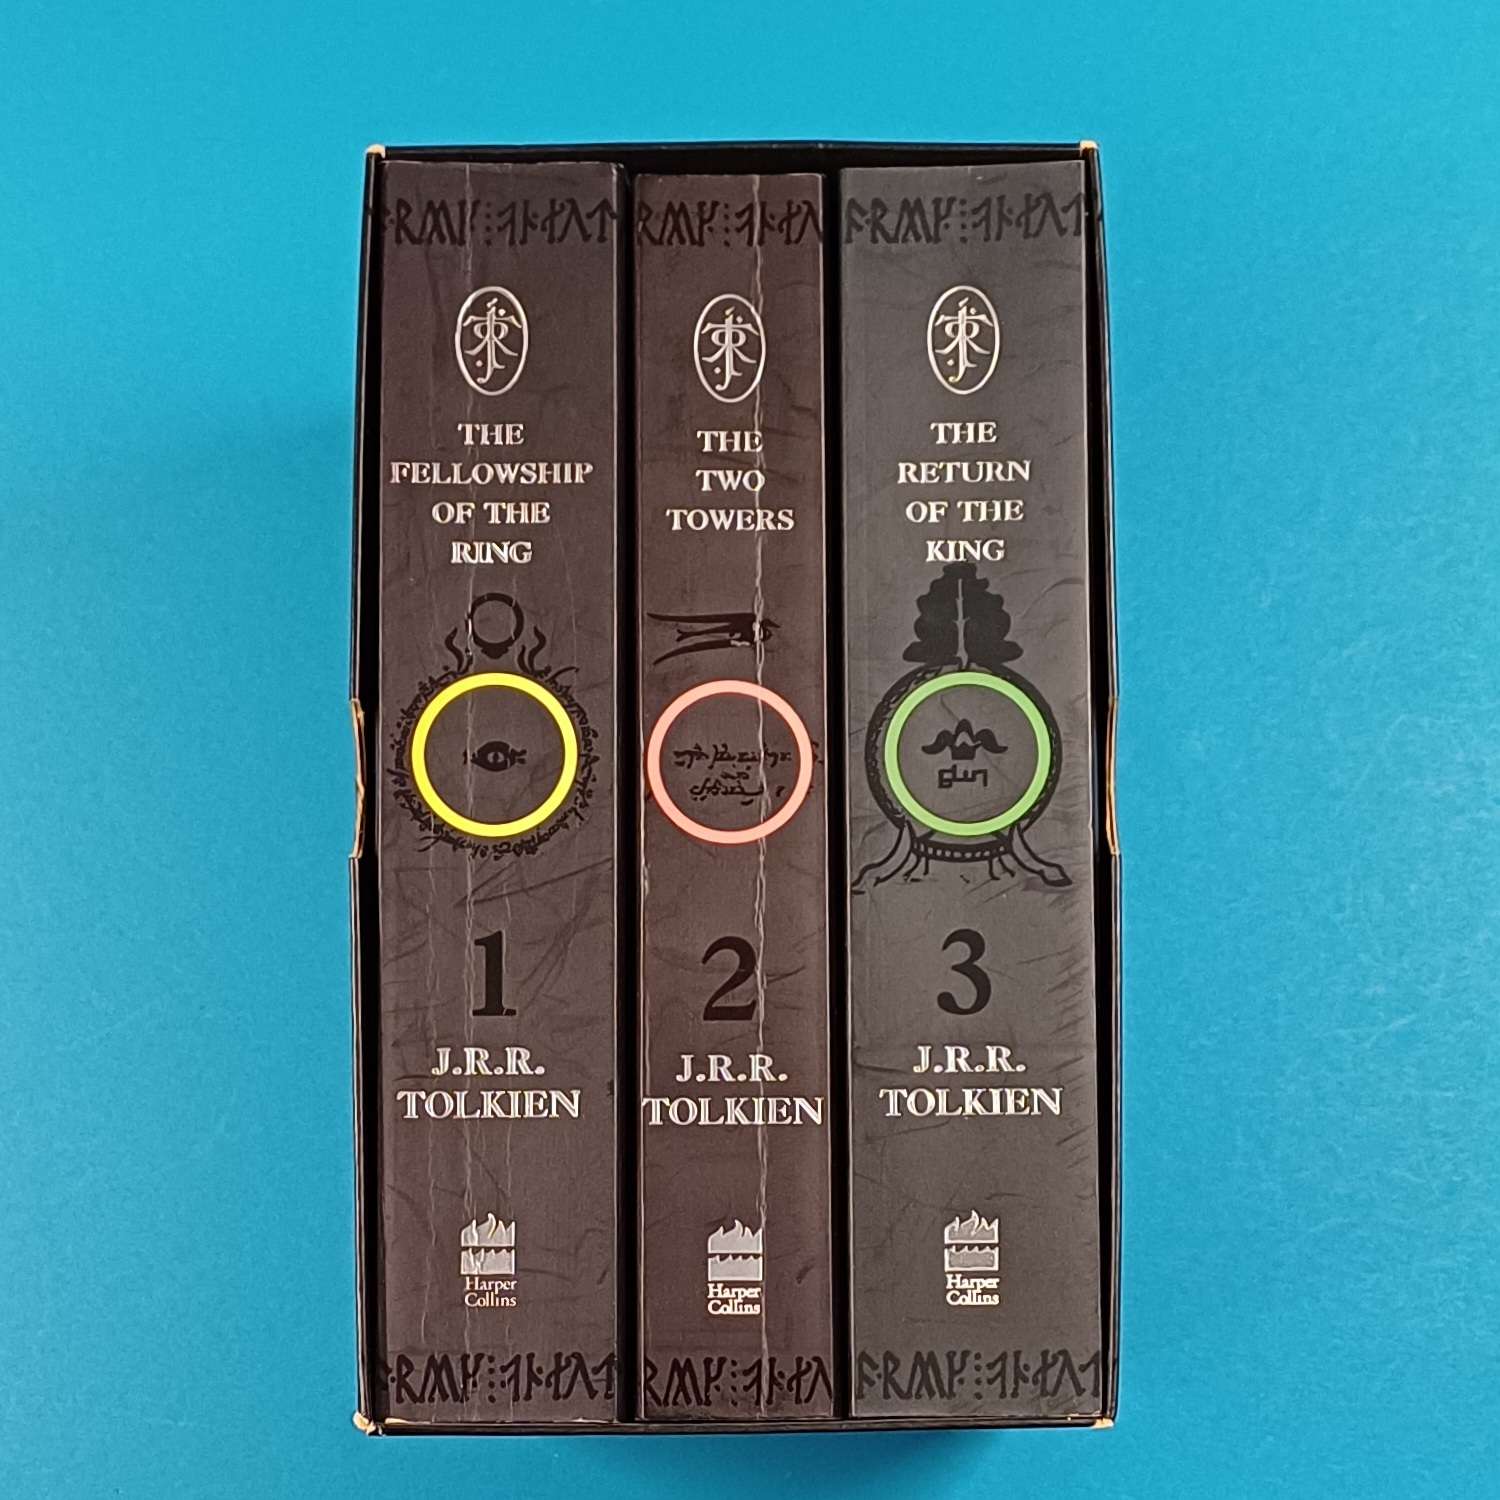 THE
FELLOWSHIP
OF THE
RING
1
J.R.R.
TOLKIEN
Harper
Collins
THE
TWO
TOWERS
2
J.R.R.
TOLKIEN
Harper
Collins
THE
RETURN
OF THE
KING
3
J.R.R.
TOLKIEN
Harper
Collins